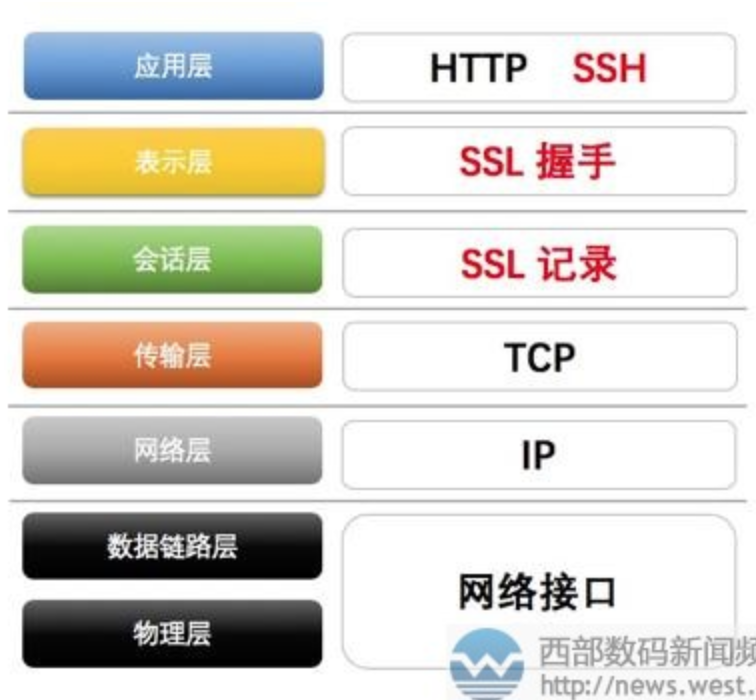 应用层 HTTP SSH
表示层 SSL 握手
会话层 SSL 记录
传输层 TCP
网络层 IP
数据链路层
网络接口
物理层
西部数码新闻频
http://news.west.